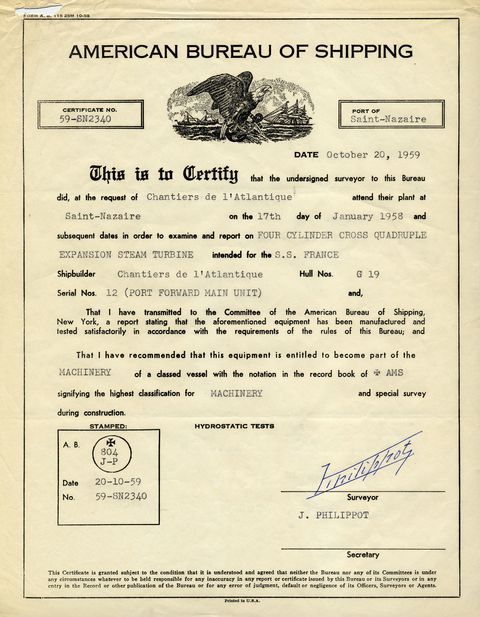 FORM A. B. 115 25M 10-58
AMERICAN BUREAU OF SHIPPING
CERTIFICATE NO.
59-SN2340
PORT OF
Saint-Nazaire
DATE October 20, 1959
This is to Certify that the undersigned surveyor to this Bureau
did, at the request of Chantiers de l'Atlantique attend their plant at
Saint-Nazaire on the 17th day of January 1958 and
subsequent dates in order to examine and report on FOUR CYLINDER CROSS QUADRUPLE
EXPANSION STEAM TURBINE intended for the S.S. FRANCE
Shipbuilder Chantiers de l'Atlantique Hull Nos. G 19
Serial Nos. 12 (PORT FORWARD MAIN UNIT) and,
That I have transmitted to the Committee of the American Bureau of Shipping,
New York, a report stating that the aforementioned equipment has been manufactured and
tested satisfactorily in accordance with the requirements of the rules of this Bureau; and
That I have recommended that this equipment is entitled to become part of the
MACHINERY of a classed vessel with the notation in the record book of ✠ AMS
signifying the highest classification for MACHINERY and special survey
during construction.
STAMPED:
HYDROSTATIC TESTS
A. B. ✠
804
J-P
Date 20-10-59
No. 59-SN2340
Philippot
Surveyor
J. PHILIPPOT
Secretary
This Certificate is granted subject to the condition that it is understood and agreed that neither the Bureau nor any of its Committees is under
any circumstances whatever to be held responsible for any inaccuracy in any report or certificate issued by this Bureau or its Surveyors or in any
entry in the Record or other publication of the Bureau or for any error of judgment, default or negligence of its Officers, Surveyors or Agents.
Printed in U.S.A.